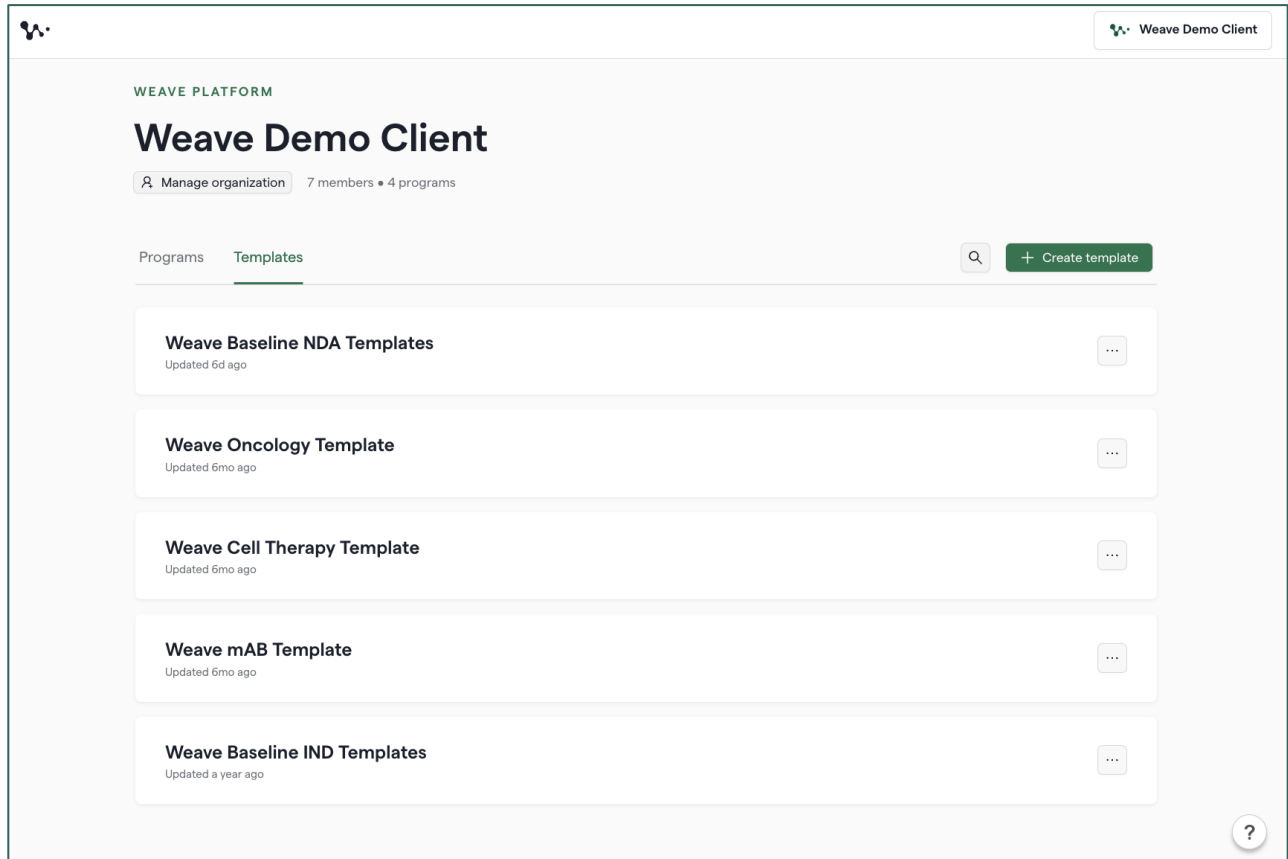 Weave Demo Client
WEAVE PLATFORM
Weave Demo Client
Manage organization 7 members • 4 programs
Programs Templates + Create template
Weave Baseline NDA Templates
Updated 6d ago
...
Weave Oncology Template
Updated 6mo ago
...
Weave Cell Therapy Template
Updated 6mo ago
...
Weave mAB Template
Updated 6mo ago
...
Weave Baseline IND Templates
Updated a year ago
...
?